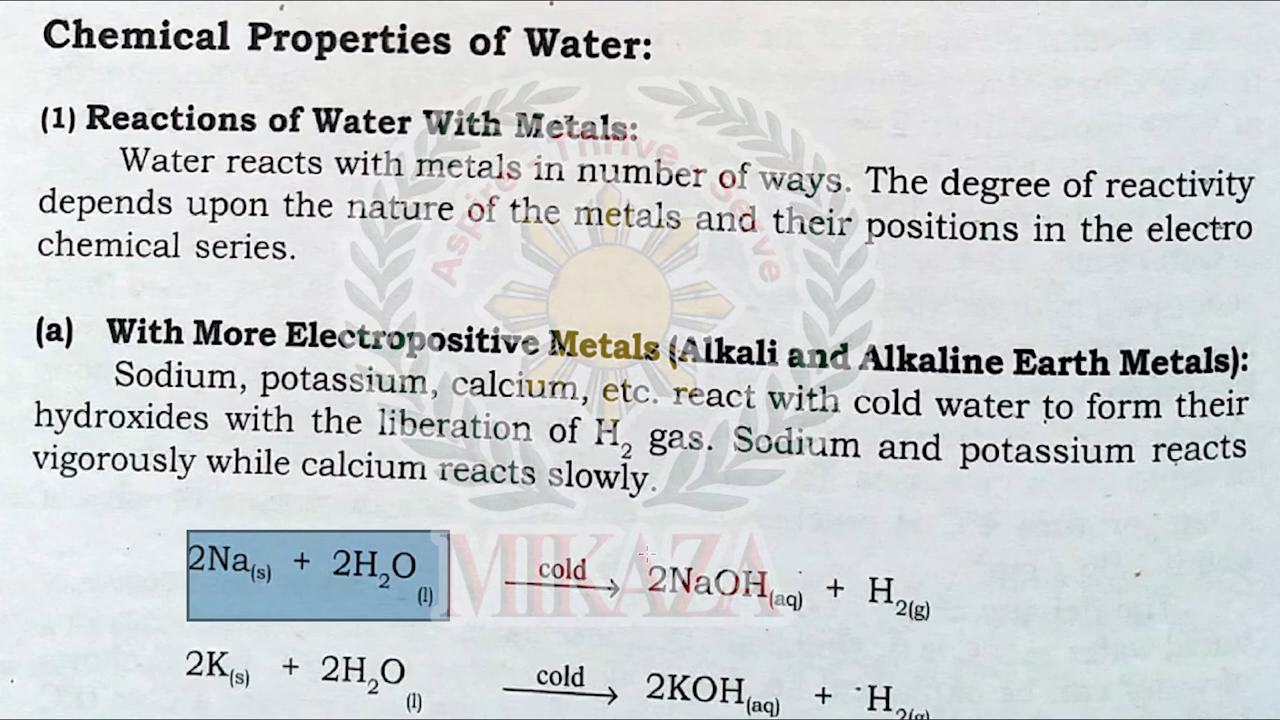 Chemical Properties of Water:
(1) Reactions of Water With Metals:
Water reacts with metals in number of ways. The degree of reactivity
depends upon the nature of the metals and their positions in the electro
chemical series.
(a) With More Electropositive Metals (Alkali and Alkaline Earth Metals):
Sodium, potassium, calcium, etc. react with cold water to form their
hydroxides with the liberation of H₂ gas. Sodium and potassium reacts
vigorously while calcium reacts slowly.
2Na(s) + 2H₂O(l) cold → 2NaOH(aq) + H₂(g)
2K(s) + 2H₂O(l) cold → 2KOH(aq) + H₂(g)
Aspire Thrive Serve
MIKAZA